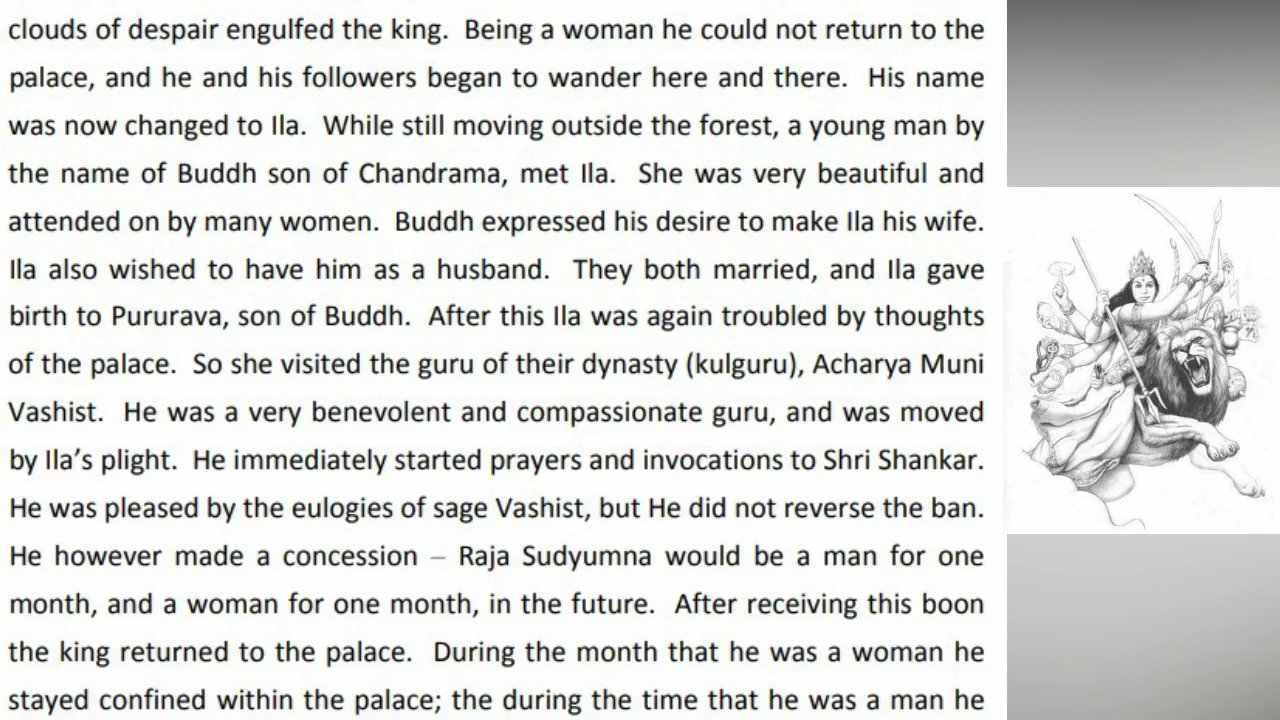 clouds of despair engulfed the king. Being a woman he could not return to the
palace, and he and his followers began to wander here and there. His name
was now changed to Ila. While still moving outside the forest, a young man by
the name of Buddh son of Chandrama, met Ila. She was very beautiful and
attended on by many women. Buddh expressed his desire to make Ila his wife.
Ila also wished to have him as a husband. They both married, and Ila gave
birth to Pururava, son of Buddh. After this Ila was again troubled by thoughts
of the palace. So she visited the guru of their dynasty (kulguru), Acharya Muni
Vashist. He was a very benevolent and compassionate guru, and was moved
by Ila’s plight. He immediately started prayers and invocations to Shri Shankar.
He was pleased by the eulogies of sage Vashist, but He did not reverse the ban.
He however made a concession – Raja Sudyumna would be a man for one
month, and a woman for one month, in the future. After receiving this boon
the king returned to the palace. During the month that he was a woman he
stayed confined within the palace; the during the time that he was a man he